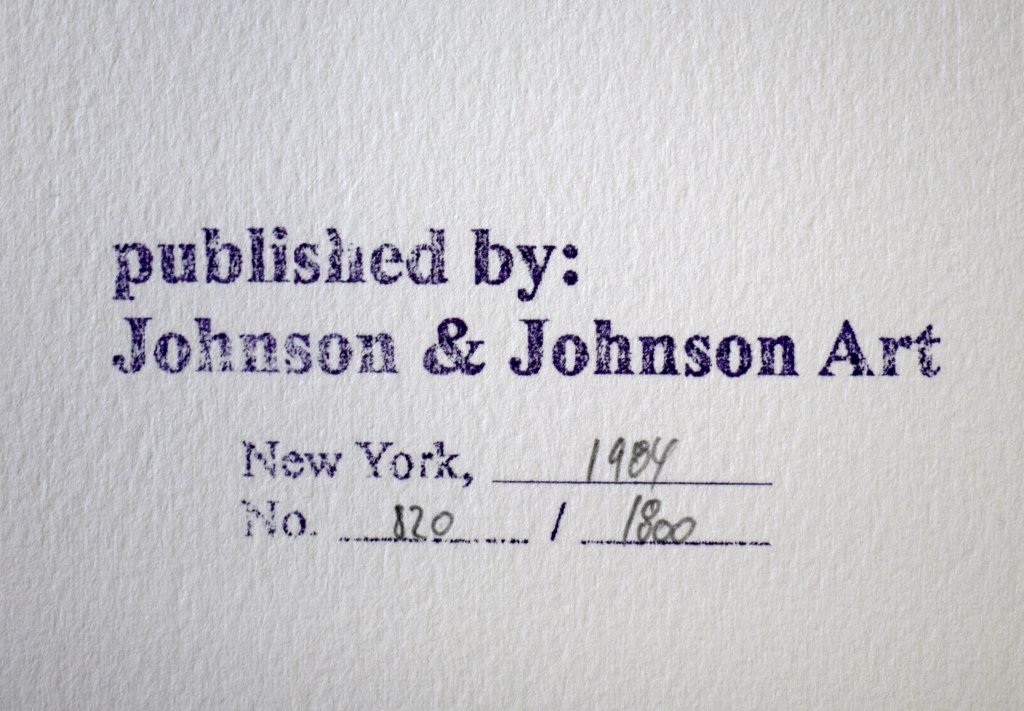 published by:
Johnson & Johnson Art
New York, 1984
No. 820 / 1800